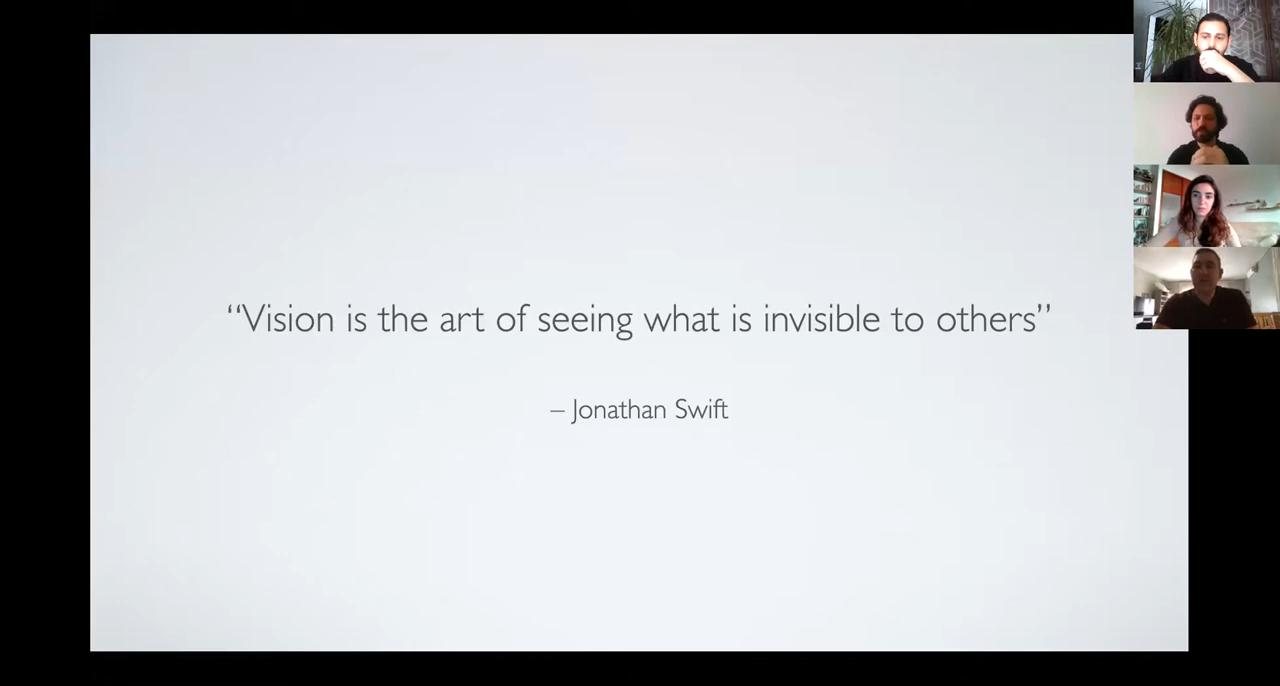 “Vision is the art of seeing what is invisible to others”
– Jonathan Swift